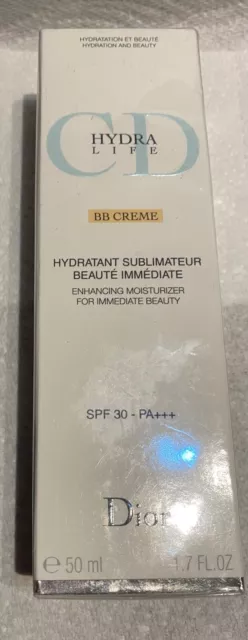 HYDRATATION ET BEAUTÉ
HYDRATION AND BEAUTY
CD
HYDRA
LIFE
BB CREME
HYDRATANT SUBLIMATEUR
BEAUTÉ IMMÉDIATE
ENHANCING MOISTURIZER
FOR IMMEDIATE BEAUTY
SPF 30 - PA+++
Dior
℮ 50 ml 1.7 FL.OZ